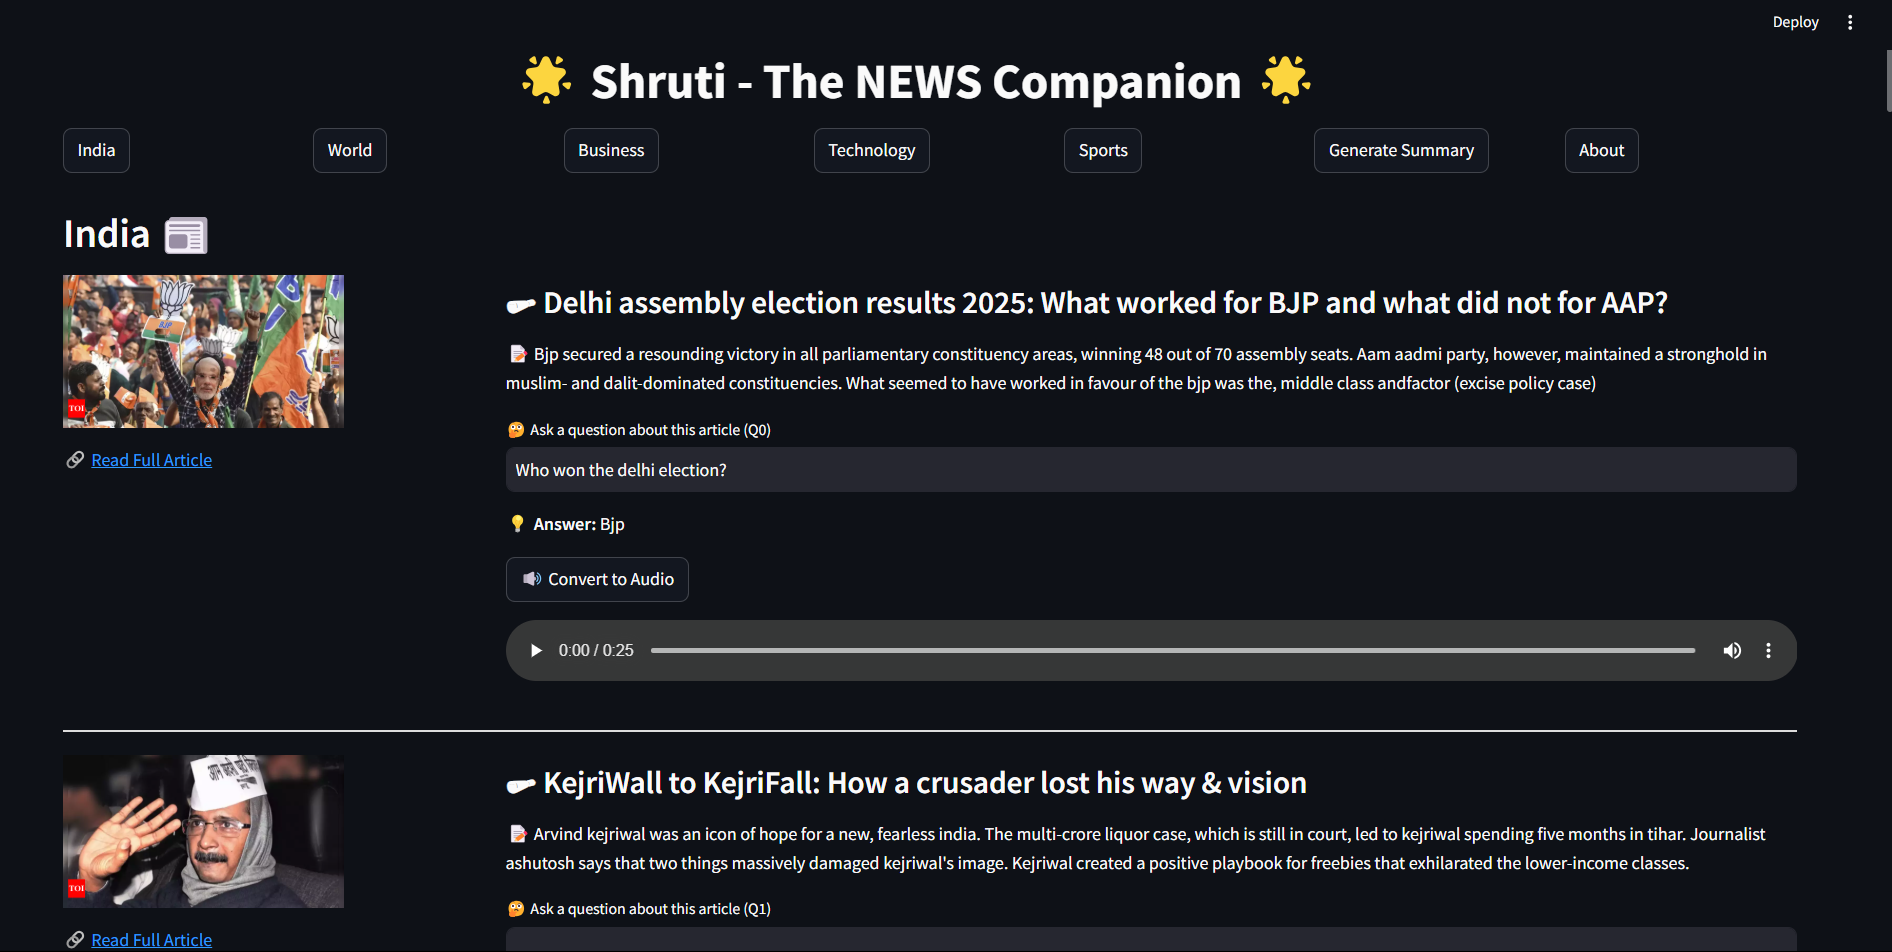 Deploy
Shruti - The NEWS Companion
India
World
Business
Technology
Sports
Generate Summary
About
India
BJP
TOI
Read Full Article
Delhi assembly election results 2025: What worked for BJP and what did not for AAP?
Bjp secured a resounding victory in all parliamentary constituency areas, winning 48 out of 70 assembly seats. Aam aadmi party, however, maintained a stronghold in
muslim- and dalit-dominated constituencies. What seemed to have worked in favour of the bjp was the, middle class andfactor (excise policy case)
Ask a question about this article (Q0)
Who won the delhi election?
Answer: Bjp
Convert to Audio
0:00 / 0:25
TOI
Read Full Article
KejriWall to KejriFall: How a crusader lost his way & vision
Arvind kejriwal was an icon of hope for a new, fearless india. The multi-crore liquor case, which is still in court, led to kejriwal spending five months in tihar. Journalist
ashutosh says that two things massively damaged kejriwal's image. Kejriwal created a positive playbook for freebies that exhilarated the lower-income classes.
Ask a question about this article (Q1)